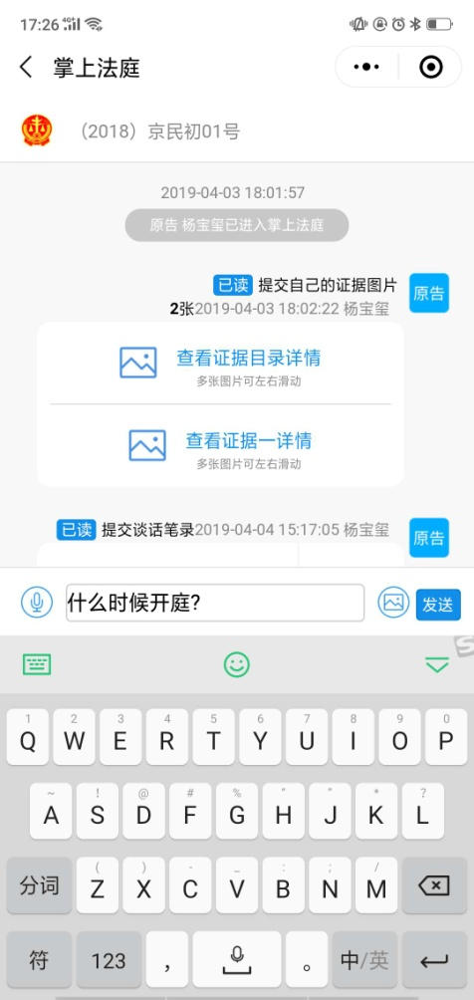 17:26 4G
掌上法庭
（2018）京民初01号
2019-04-03 18:01:57
原告 杨宝玺已进入掌上法庭
已读 提交自己的证据图片 原告
2张2019-04-03 18:02:22 杨宝玺
查看证据目录详情
多张图片可左右滑动
查看证据一详情
多张图片可左右滑动
已读 提交谈话笔录2019-04-04 15:17:05 杨宝玺 原告
什么时候开庭？ 发送
S
1 2 3 4 5 6 7 8 9 0
Q W E R T Y U I O P
~ ! @ # % " " * ?
A S D F G H J K L
( ) - _ : ; /
分词 Z X C V B N M
符 123 ， 。 中/英